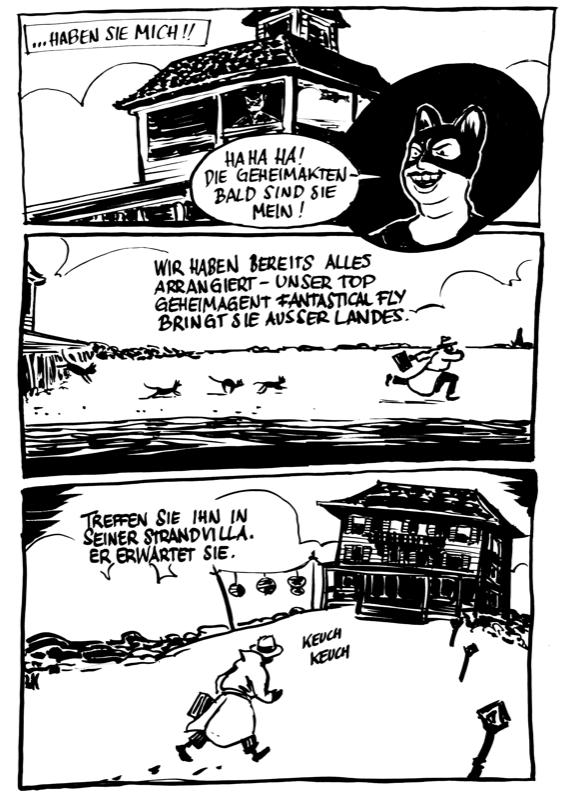 ...HABEN SIE MICH!!
HA HA HA!
DIE GEHEIMAKTEN-
BALD SIND SIE
MEIN!
WIR HABEN BEREITS ALLES
ARRANGIERT - UNSER TOP
GEHEIMAGENT FANTASTICAL FLY
BRINGT SIE AUSSER LANDES.
TREFFEN SIE IHN IN
SEINER STRANDVILLA.
ER ERWARTET SIE.
KEUCH
KEUCH